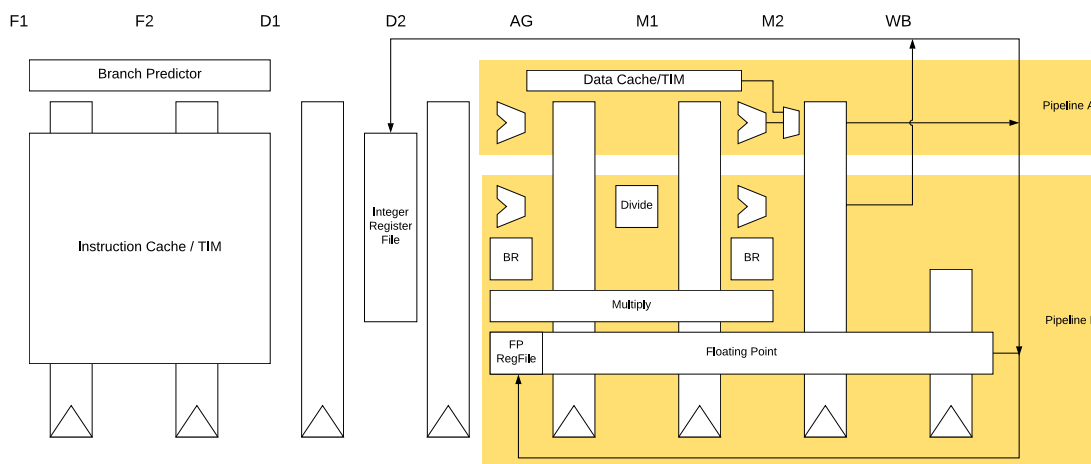 F1 F2 D1 D2 AG M1 M2 WB
Branch Predictor
Data Cache/TIM
Pipeline A
Instruction Cache / TIM
Integer
Register
File
Divide
BR
BR
Multiply
Pipeline
FP
RegFile
Floating Point